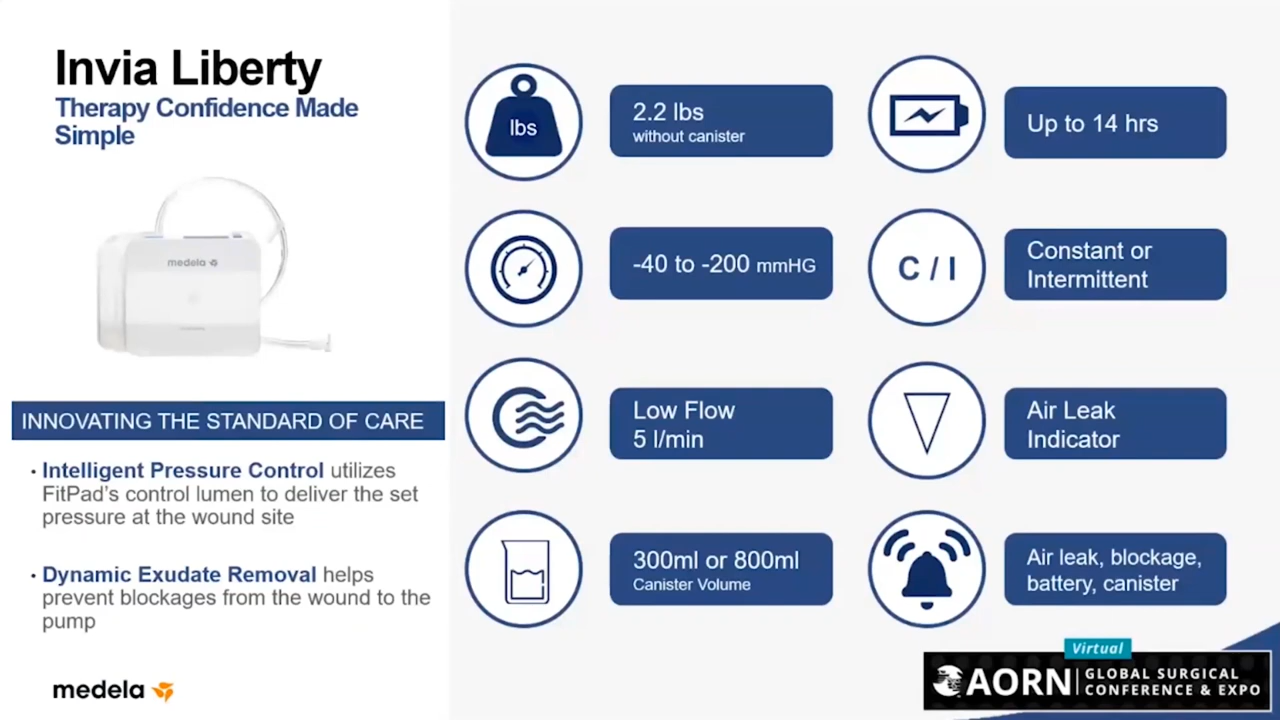 Invia Liberty
Therapy Confidence Made
Simple
medela
INNOVATING THE STANDARD OF CARE
• Intelligent Pressure Control utilizes
FitPad's control lumen to deliver the set
pressure at the wound site
• Dynamic Exudate Removal helps
prevent blockages from the wound to the
pump
medela
lbs
2.2 lbs
without canister
-40 to -200 mmHG
Low Flow
5 l/min
300ml or 800ml
Canister Volume
Up to 14 hrs
C / I
Constant or
Intermittent
Air Leak
Indicator
Air leak, blockage,
battery, canister
Virtual
AORN
GLOBAL SURGICAL
CONFERENCE & EXPO